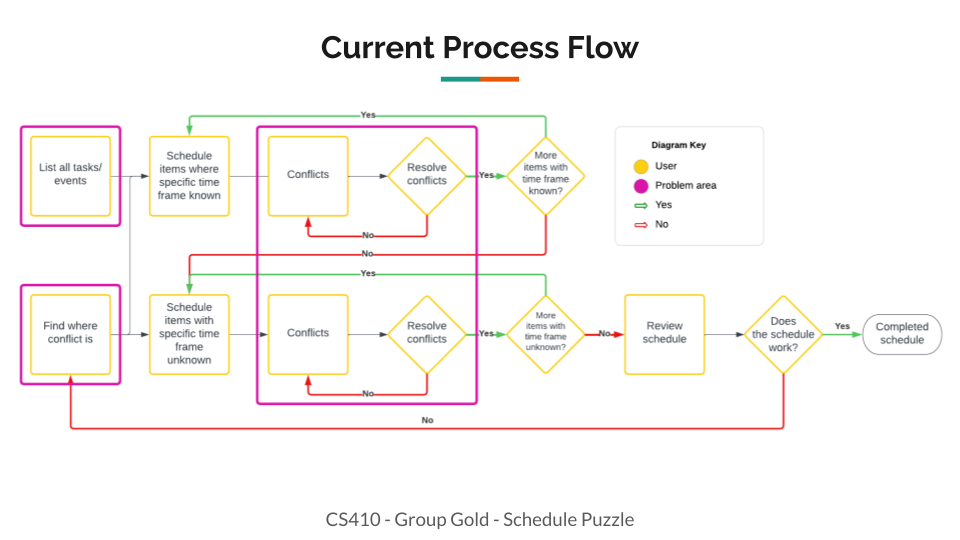 Current Process Flow
Yes
List all tasks/
events
Schedule
items where
specific time
frame known
Conflicts
Resolve
conflicts
Yes
More
items with
time frame
known?
No
No
Diagram Key
User
Problem area
Yes
No
Yes
Find where
conflict is
Schedule
items with
specific time
frame
unknown
Conflicts
Resolve
conflicts
Yes
More
items with
time frame
unknown?
No
Review
schedule
Does
the schedule
work?
Yes
Completed
schedule
No
No
CS410 - Group Gold - Schedule Puzzle